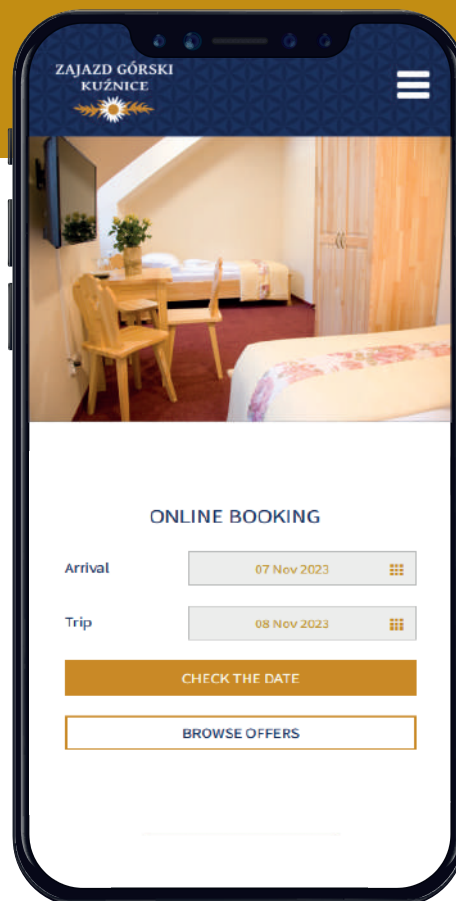 ZAJAZD GÓRSKI
KUŹNICE
ONLINE BOOKING
Arrival
07 Nov 2023
Trip
08 Nov 2023
CHECK THE DATE
BROWSE OFFERS